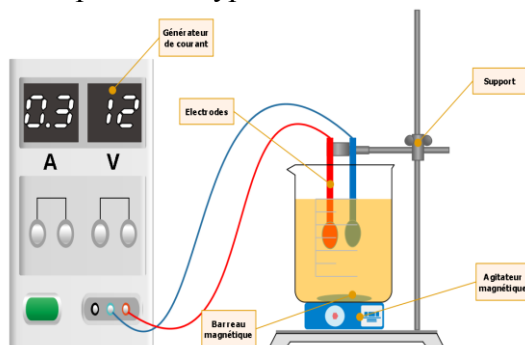 Générateur
de courant
0.3 12
A V
Electrodes
Support
Agitateur
magnétique
Barreau
magnétique